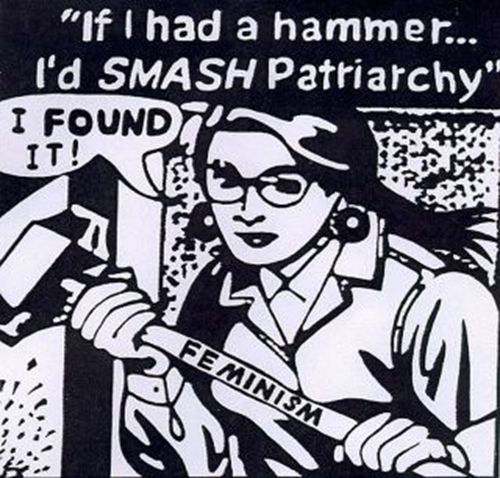 "If I had a hammer...
I'd SMASH Patriarchy"
I FOUND
IT!
FEMINISM